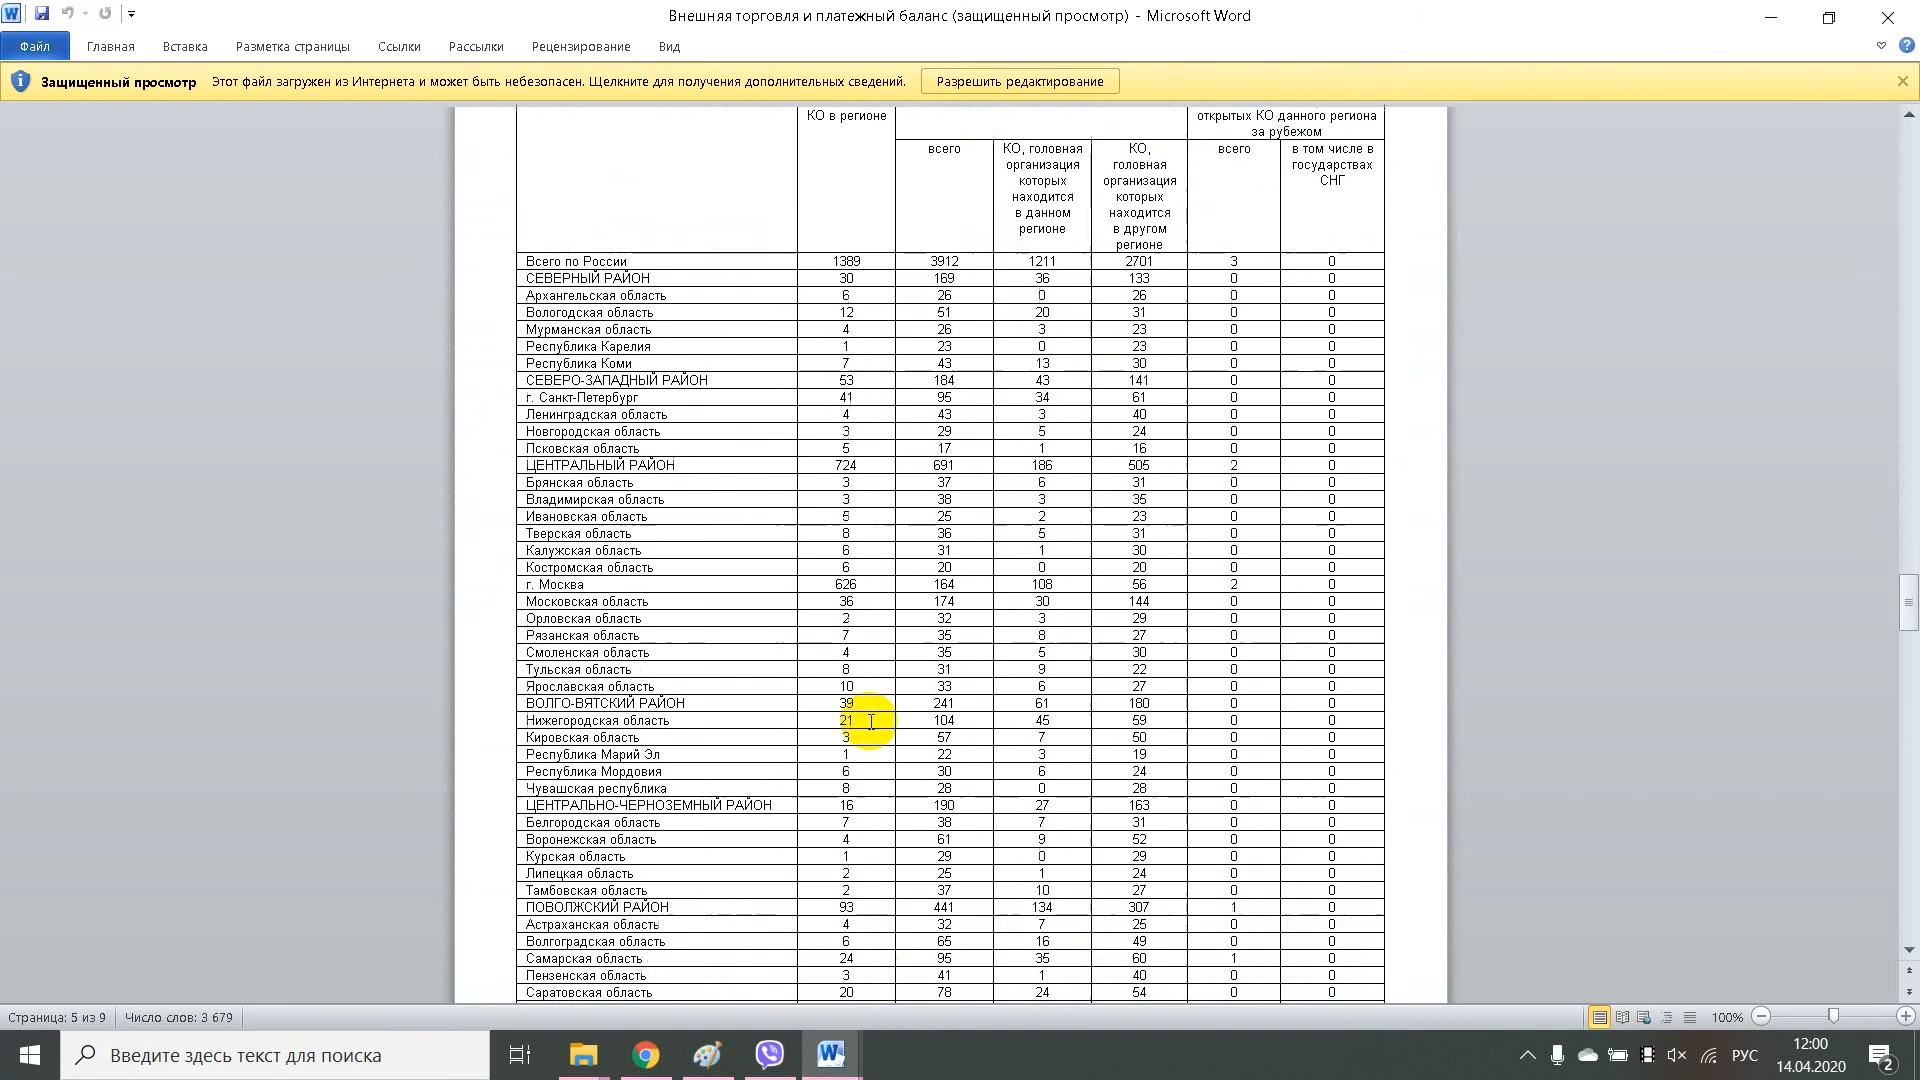 Внешняя торговля и платежный баланс (защищенный просмотр) - Microsoft Word
Файл Главная Вставка Разметка страницы Ссылки Рассылки Рецензирование Вид
Защищенный просмотр Этот файл загружен из Интернета и может быть небезопасен. Щелкните для получения дополнительных сведений. Разрешить редактирование
КО в регионе открытых КО данного региона за рубежом
всего КО, головная организация которых находится в данном регионе КО, головная организация которых находится в другом регионе всего в том числе в государствах СНГ
Всего по России 1389 3912 1211 2701 3 0
СЕВЕРНЫЙ РАЙОН 30 169 36 133 0 0
Архангельская область 6 26 0 26 0 0
Вологодская область 12 51 20 31 0 0
Мурманская область 4 26 3 23 0 0
Республика Карелия 1 23 0 23 0 0
Республика Коми 7 43 13 30 0 0
СЕВЕРО-ЗАПАДНЫЙ РАЙОН 53 184 43 141 0 0
г. Санкт-Петербург 41 95 34 61 0 0
Ленинградская область 4 43 3 40 0 0
Новгородская область 3 29 5 24 0 0
Псковская область 5 17 1 16 0 0
ЦЕНТРАЛЬНЫЙ РАЙОН 724 691 186 505 2 0
Брянская область 3 37 6 31 0 0
Владимирская область 3 38 3 35 0 0
Ивановская область 5 25 2 23 0 0
Тверская область 8 36 5 31 0 0
Калужская область 6 31 1 30 0 0
Костромская область 6 20 0 20 0 0
г. Москва 626 164 108 56 2 0
Московская область 36 174 30 144 0 0
Орловская область 2 32 3 29 0 0
Рязанская область 7 35 8 27 0 0
Смоленская область 4 35 5 30 0 0
Тульская область 8 31 9 22 0 0
Ярославская область 10 33 6 27 0 0
ВОЛГО-ВЯТСКИЙ РАЙОН 39 241 61 180 0 0
Нижегородская область 21 104 45 59 0 0
Кировская область 3 57 7 50 0 0
Республика Марий Эл 1 22 3 19 0 0
Республика Мордовия 6 30 6 24 0 0
Чувашская республика 8 28 0 28 0 0
ЦЕНТРАЛЬНО-ЧЕРНОЗЕМНЫЙ РАЙОН 16 190 27 163 0 0
Белгородская область 7 38 7 31 0 0
Воронежская область 4 61 9 52 0 0
Курская область 1 29 0 29 0 0
Липецкая область 2 25 1 24 0 0
Тамбовская область 2 37 10 27 0 0
ПОВОЛЖСКИЙ РАЙОН 93 441 134 307 1 0
Астраханская область 4 32 7 25 0 0
Волгоградская область 6 65 16 49 0 0
Самарская область 24 95 35 60 1 0
Пензенская область 3 41 1 40 0 0
Саратовская область 20 78 24 54 0 0
Страница: 5 из 9 Число слов: 3 679 100%
Введите здесь текст для поиска РУС 12:00
14.04.2020 2